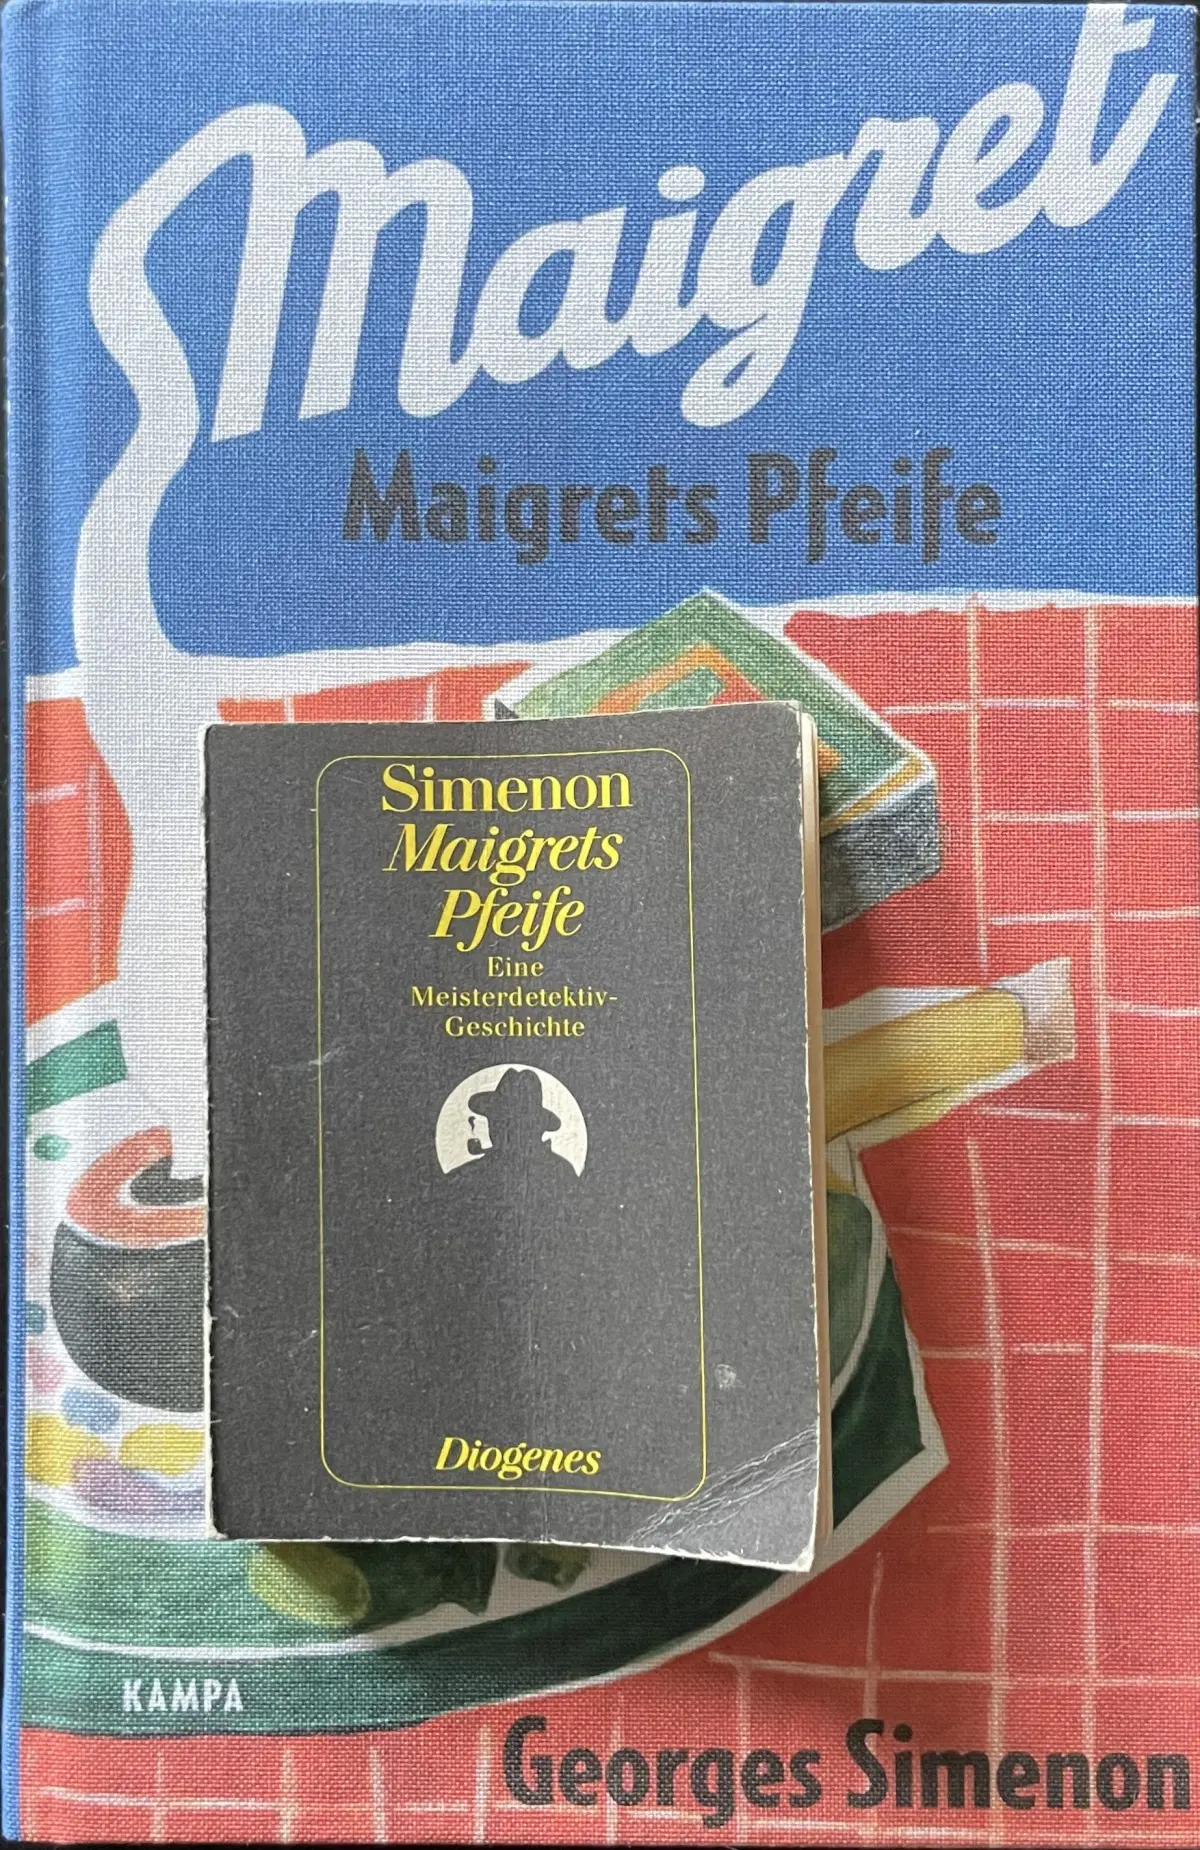 Maigret
Maigrets Pfeife
Simenon
Maigrets
Pfeife
Eine
Meisterdetektiv-
Geschichte
Diogenes
KAMPA
Georges Simenon